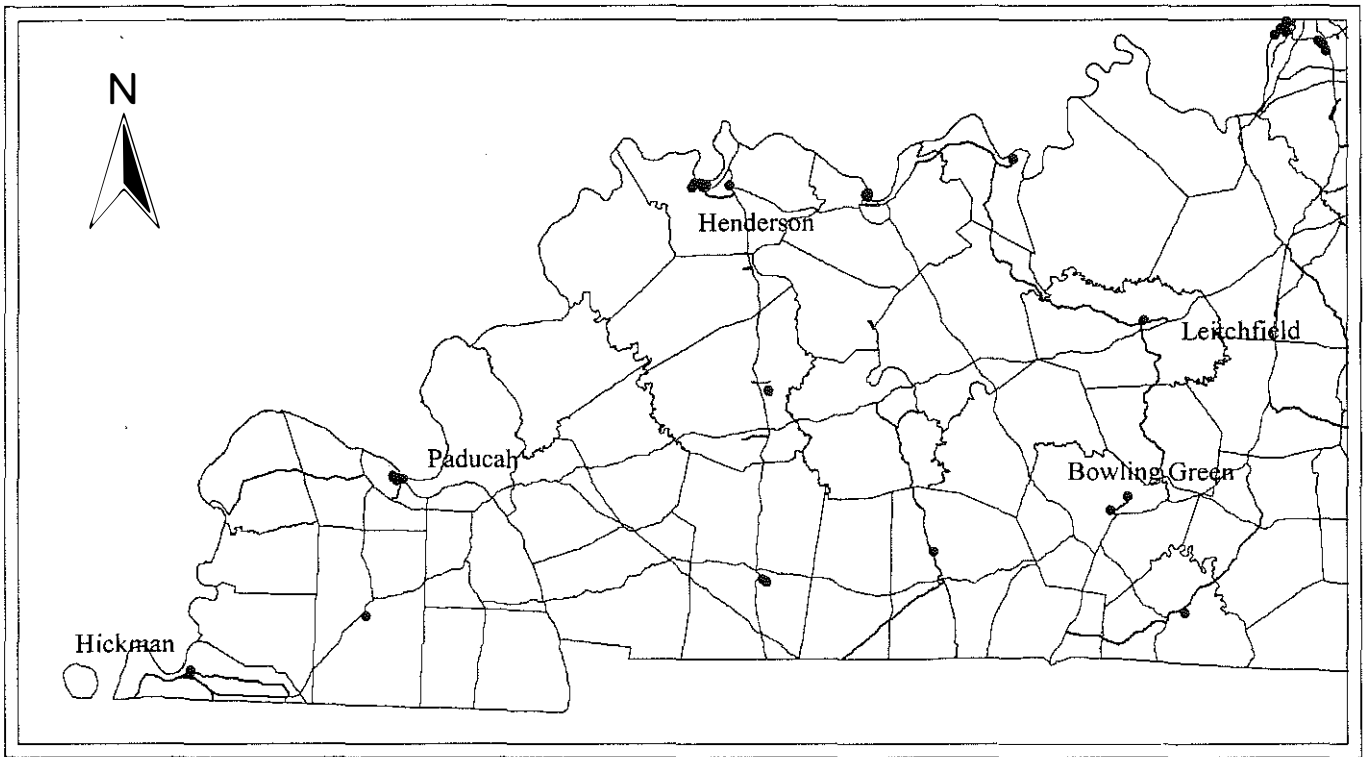 N
Henderson
Leitchfield
Paducah
Bowling Green
Hickman